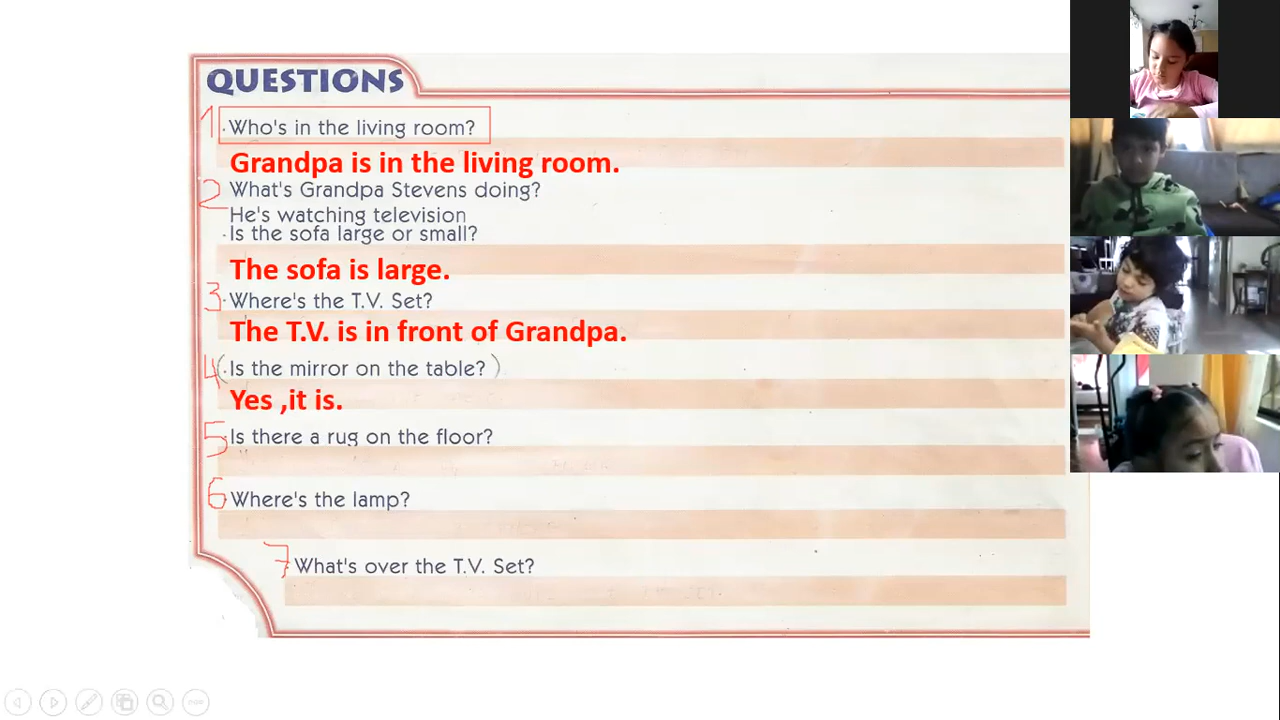 QUESTIONS
1 .Who's in the living room?
Grandpa is in the living room.
2 What's Grandpa Stevens doing?
He's watching television
.Is the sofa large or small?
The sofa is large.
3 .Where's the T.V. Set?
The T.V. is in front of Grandpa.
4 (.Is the mirror on the table?)
Yes ,it is.
5 Is there a rug on the floor?
6 Where's the lamp?
7 What's over the T.V. Set?